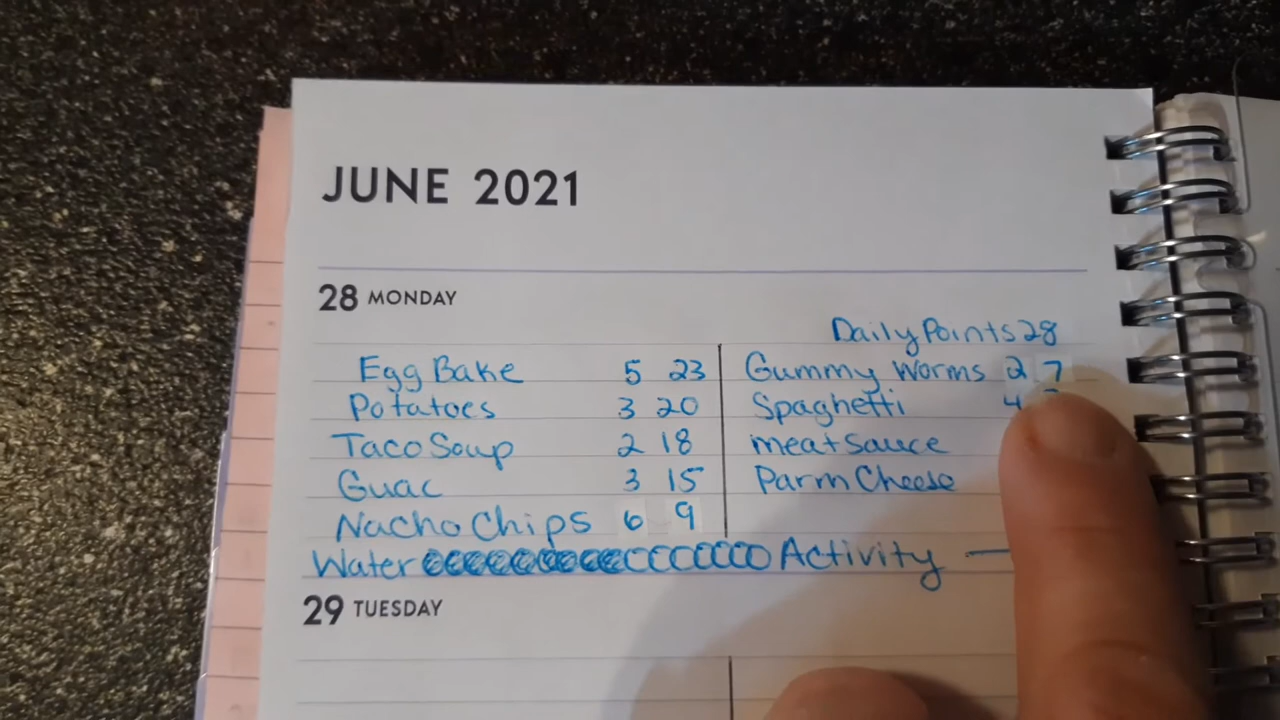 JUNE 2021
28 MONDAY
Daily Points 28
Egg Bake 5 23
Potatoes 3 20
Taco Soup 2 18
Guac 3 15
Nacho Chips 6 9
Gummy Worms 2 7
Spaghetti 4
meat sauce
Parm Cheese
Water
Activity —
29 TUESDAY